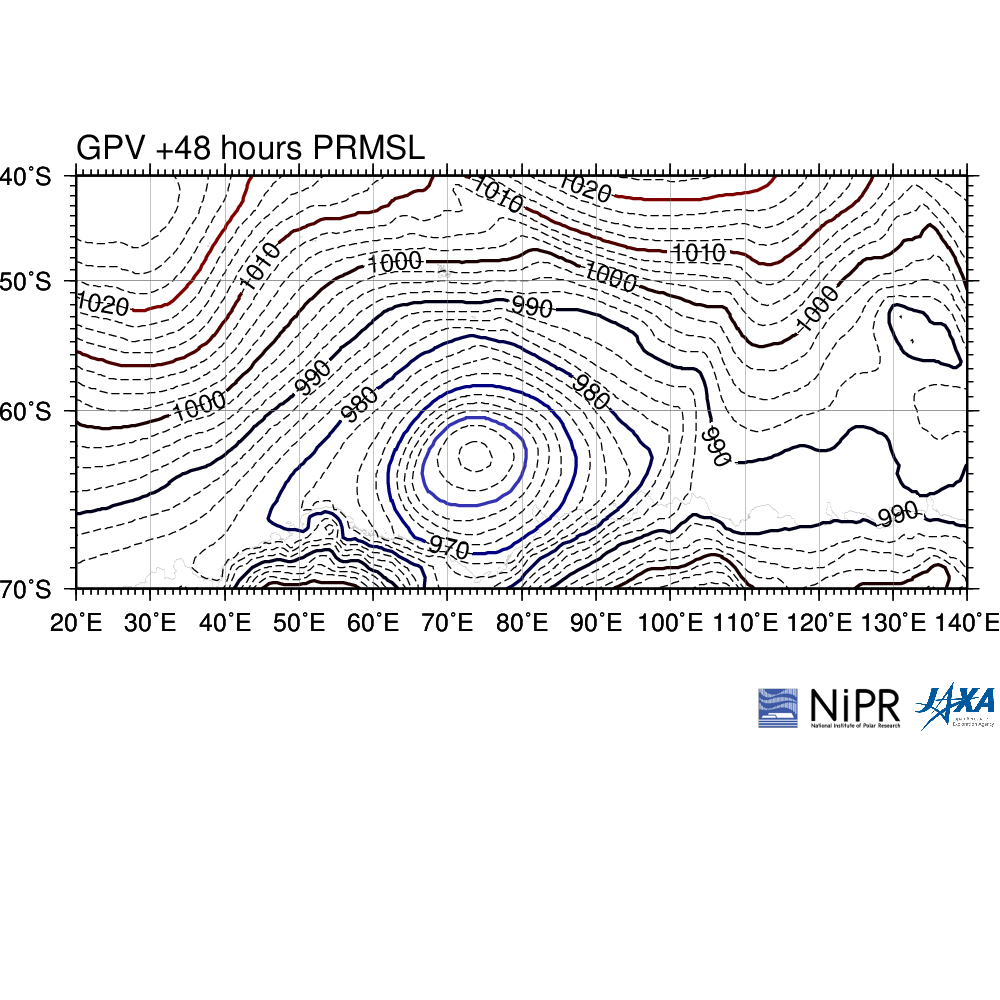 GPV +48 hours PRMSL
40˚S
50˚S
60˚S
70˚S
1020
1010
1020
1010
1010
1000
1000
1000
1020
990
990
980
980
1000
990
990
970
20˚E 30˚E 40˚E 50˚E 60˚E 70˚E 80˚E 90˚E 100˚E 110˚E 120˚E 130˚E 140˚E
NiPR
National Institute of Polar Research
JAXA
Japan Aerospace
Exploration Agency